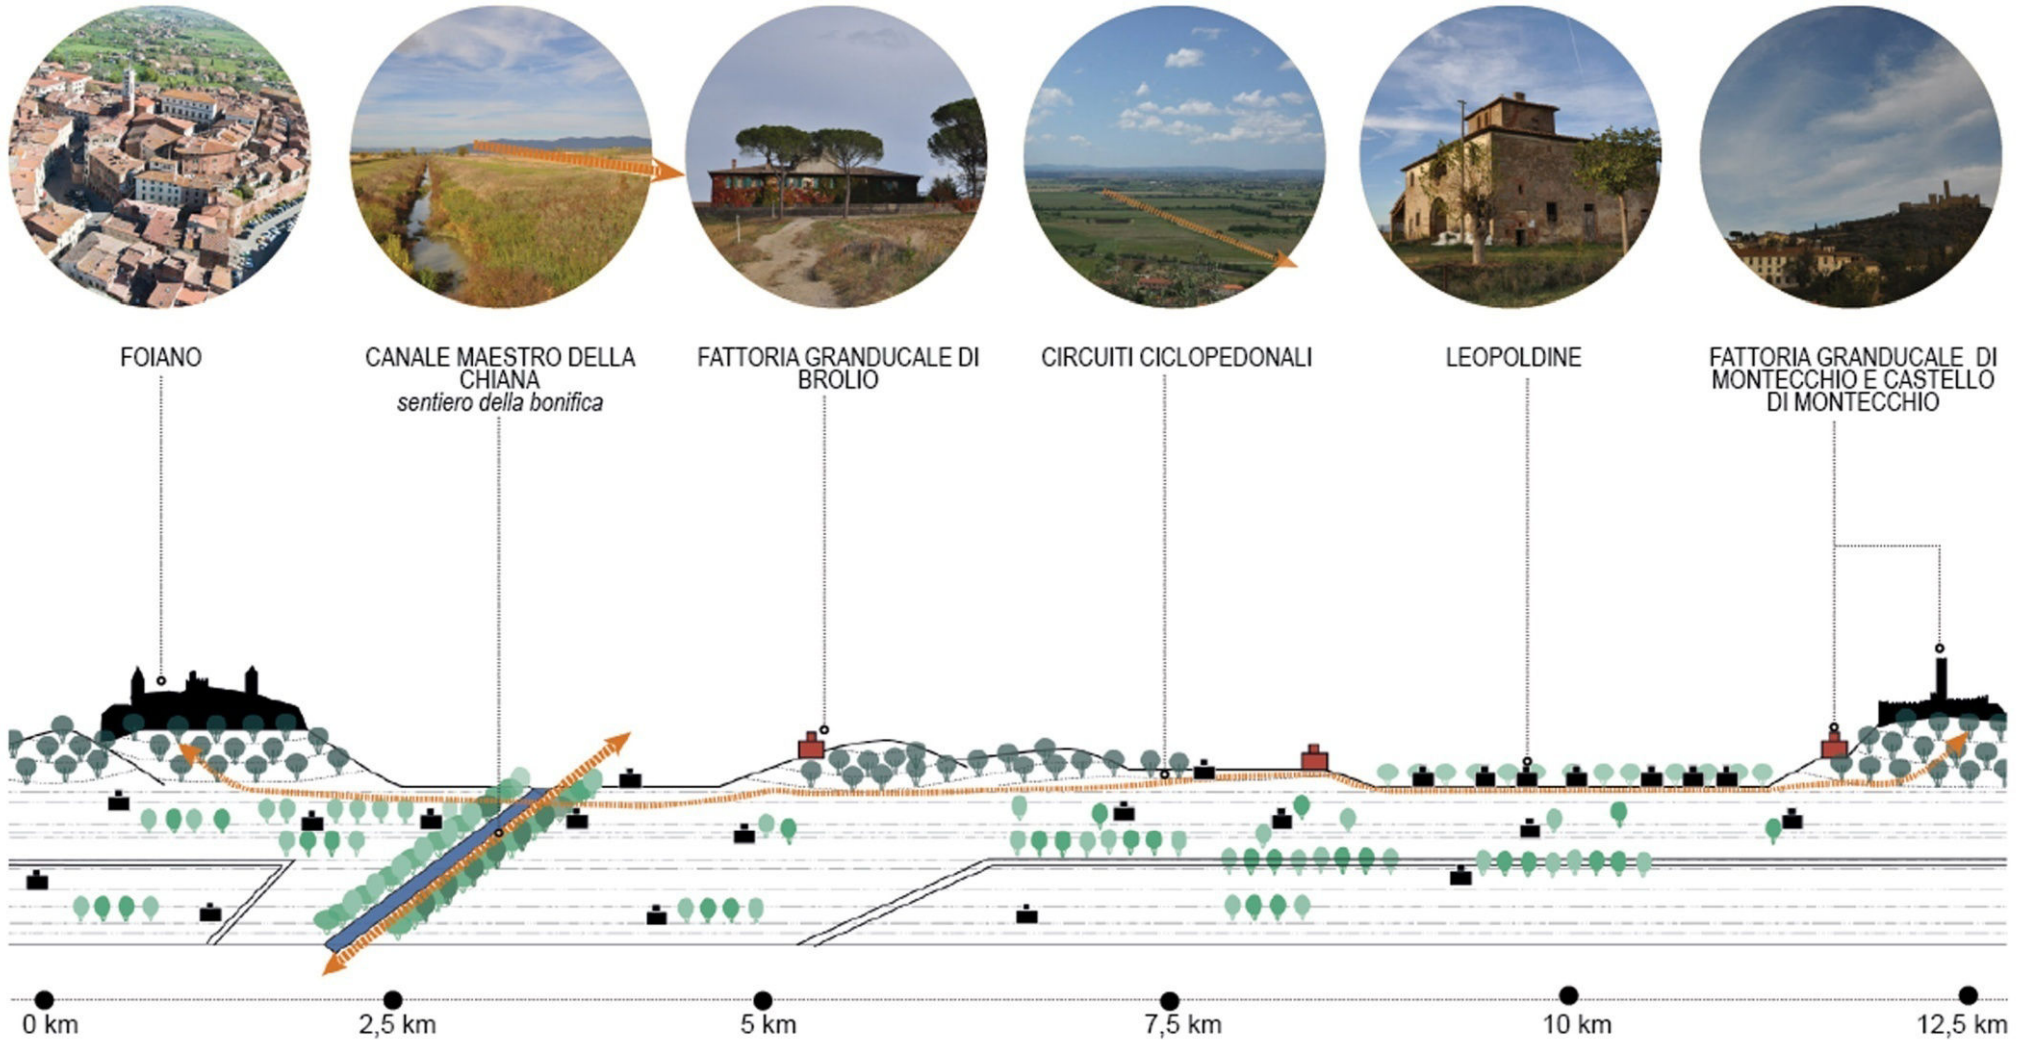 FOIANO
CANALE MAESTRO DELLA
CHIANA
sentiero della bonifica
FATTORIA GRANDUCALE DI
BROLIO
CIRCUITI CICLOPEDONALI
LEOPOLDINE
FATTORIA GRANDUCALE DI
MONTECCHIO E CASTELLO
DI MONTECCHIO
0 km
2,5 km
5 km
7,5 km
10 km
12,5 km